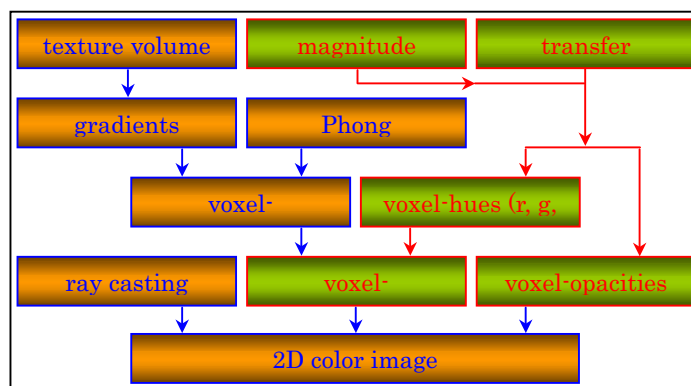 texture volume
magnitude
transfer
gradients
Phong
voxel-
voxel-hues (r, g,
ray casting
voxel-
voxel-opacities
2D color image